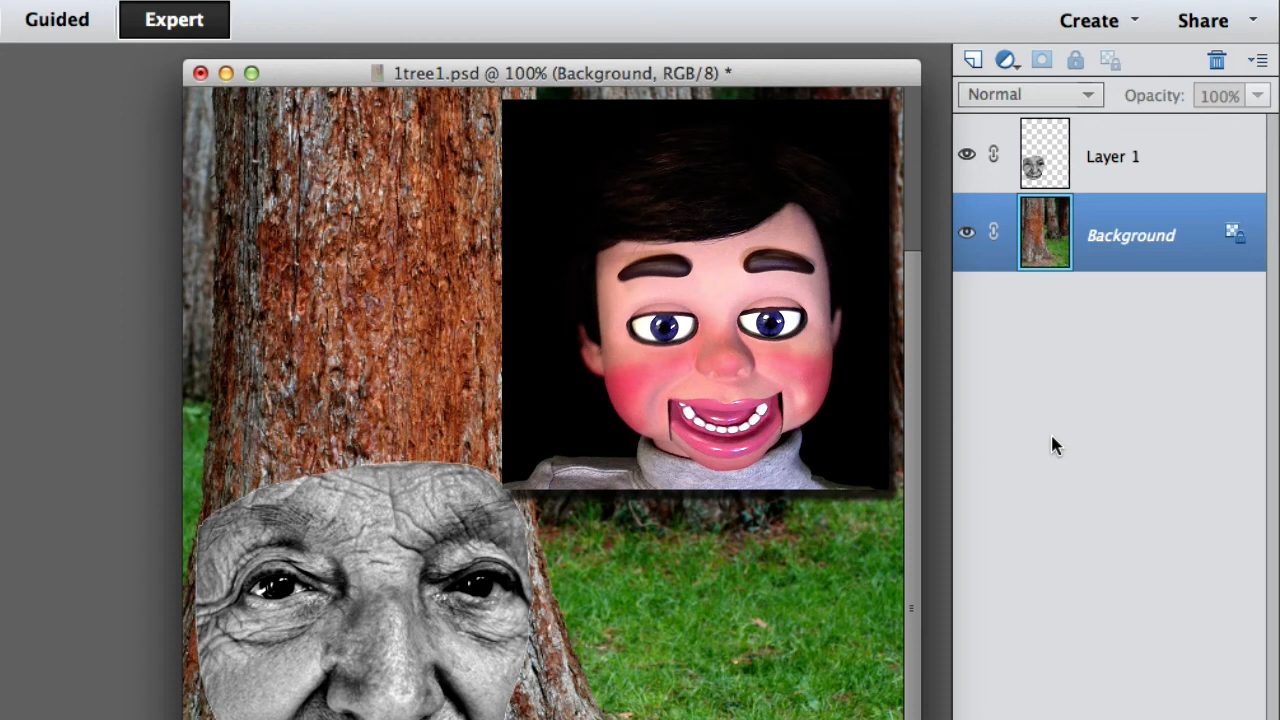 Guided Expert Create Share
1tree1.psd @ 100% (Background, RGB/8) *
Normal Opacity: 100%
Layer 1
Background